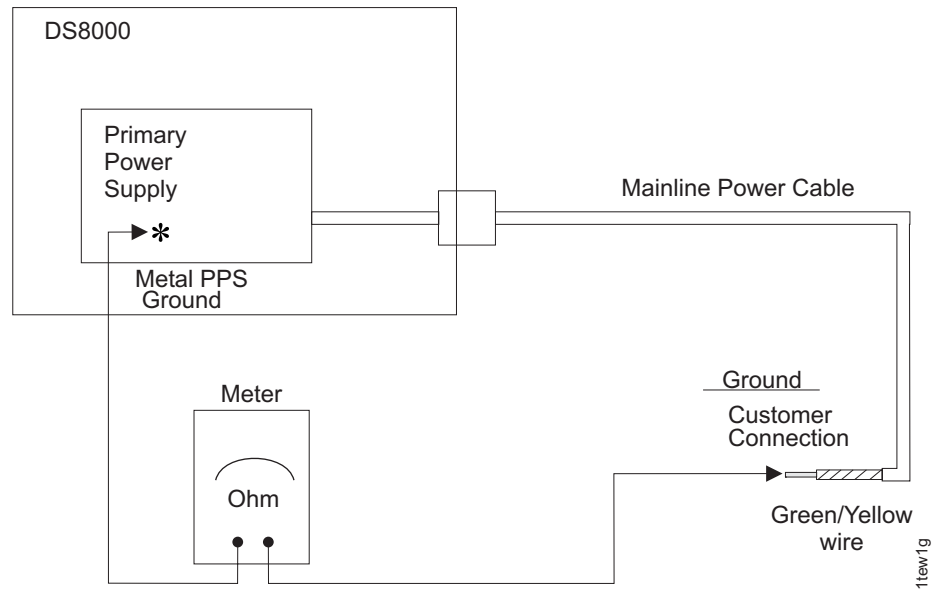 DS8000
Primary
Power
Supply
*
Metal PPS
Ground
Mainline Power Cable
Meter
Ohm
Ground
Customer
Connection
Green/Yellow
wire
1tew1g